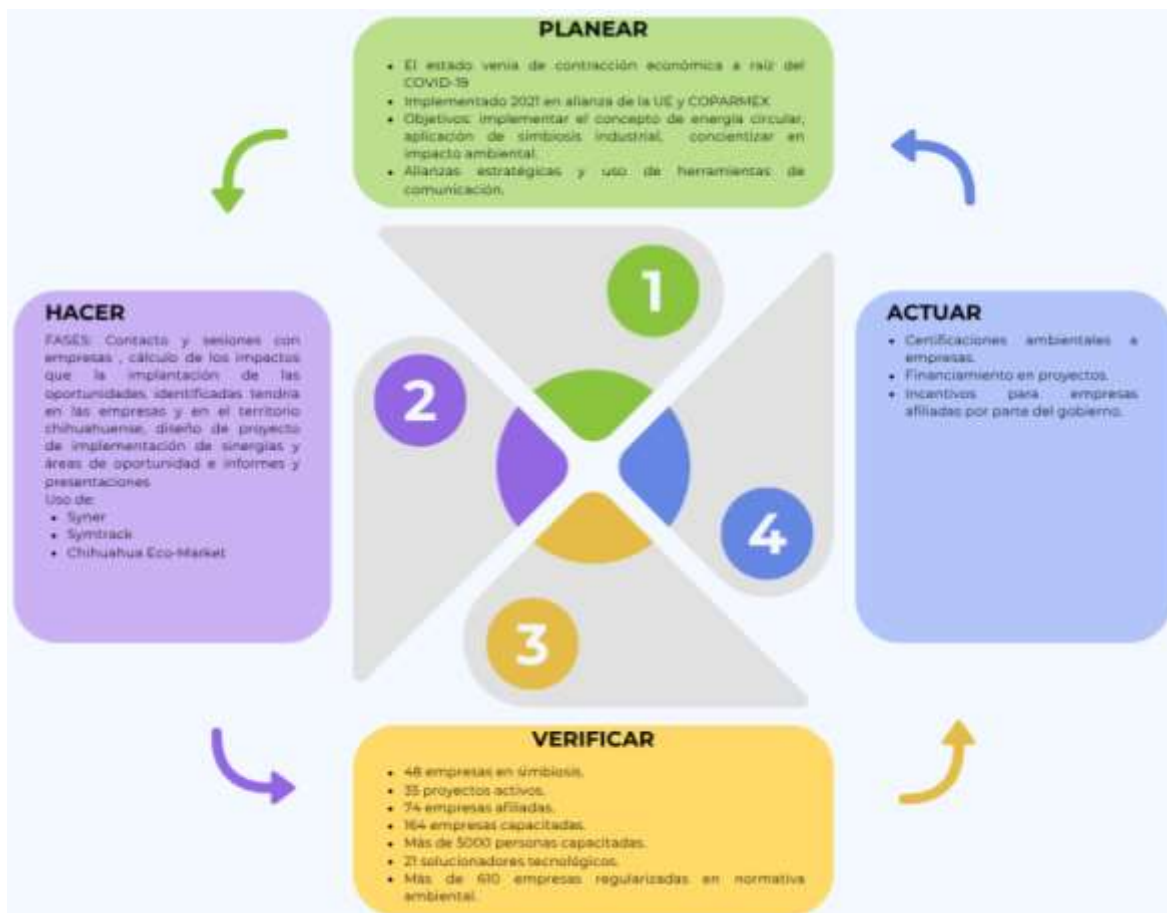 PLANEAR
• El estado venia de contracción económica a raíz del
COVID-19
• Implementado 2021 en alianza de la UE y COPARMEX
• Objetivos: implementar el concepto de energía circular,
aplicación de simbiosis industrial, concientizar en
impacto ambiental.
• Alianzas estratégicas y uso de herramientas de
comunicación.
1
HACER
FASES: Contacto y sesiones con
empresas , cálculo de los impactos
que la implantación de las
oportunidades identificadas tendría
en las empresas y en el territorio
chihuahuense, diseño de proyecto
de implementación de sinergias y
áreas de oportunidad e informes y
presentaciones
Uso de:
• Syner
• Symtrack
• Chihuahua Eco-Market
2
3
VERIFICAR
• 48 empresas en simbiosis.
• 35 proyectos activos.
• 74 empresas afiliadas.
• 164 empresas capacitadas.
• Más de 5000 personas capacitadas.
• 21 solucionadores tecnológicos.
• Más de 610 empresas regularizadas en normativa
ambiental.
4
ACTUAR
• Certificaciones ambientales a
empresas.
• Financiamiento en proyectos.
• Incentivos para empresas
afiliadas por parte del gobierno.